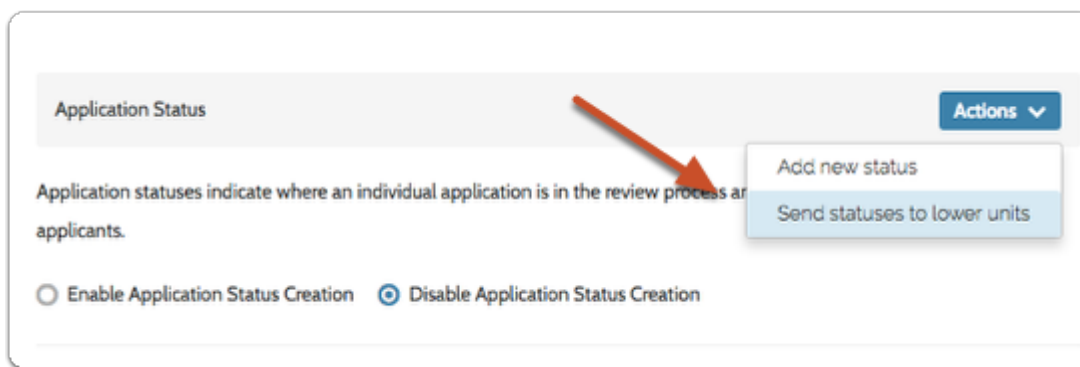 Application Status
Actions
Add new status
Application statuses indicate where an individual application is in the review process
Send statuses to lower units
applicants.
Enable Application Status Creation Disable Application Status Creation